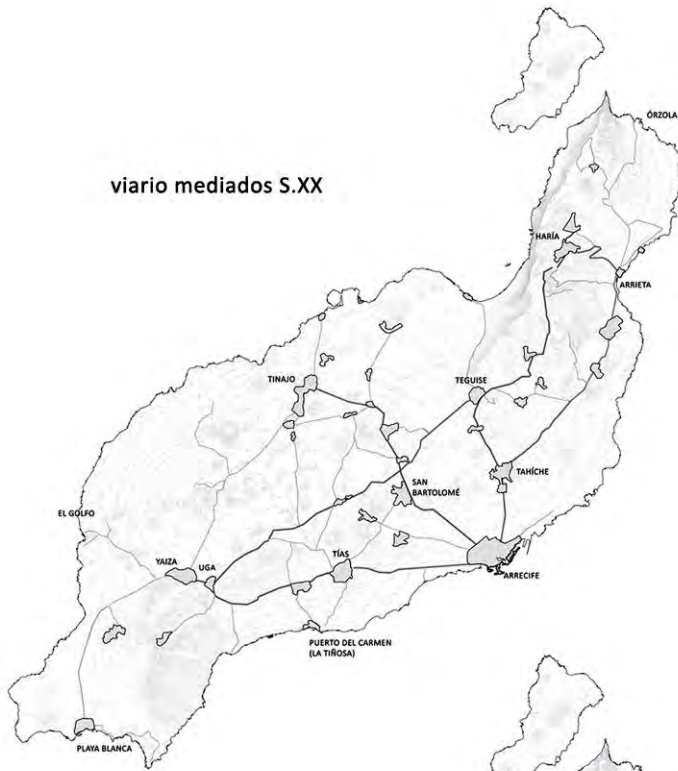 ÓRZOLA
viario mediados S.XX
HARÍA
ARRIETA
TINAJO
TEGUISE
TAHÍCHE
SAN
BARTOLOMÉ
EL GOLFO
TÍAS
YAIZA
UGA
ARRECIFE
PUERTO DEL CARMEN
(LA TIÑOSA)
PLAYA BLANCA